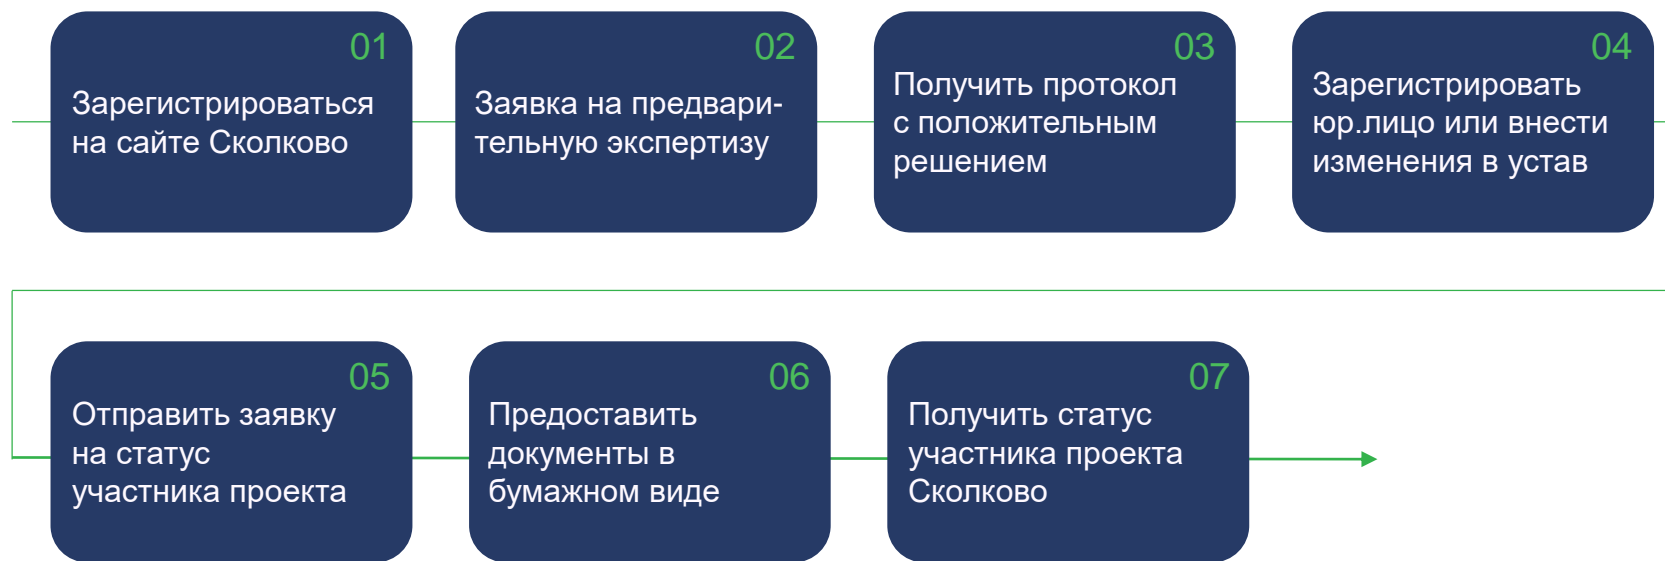 01
Зарегистрироваться
на сайте Сколково
02
Заявка на предвари-
тельную экспертизу
03
Получить протокол
с положительным
решением
04
Зарегистрировать
юр.лицо или внести
изменения в устав
05
Отправить заявку
на статус
участника проекта
06
Предоставить
документы в
бумажном виде
07
Получить статус
участника проекта
Сколково